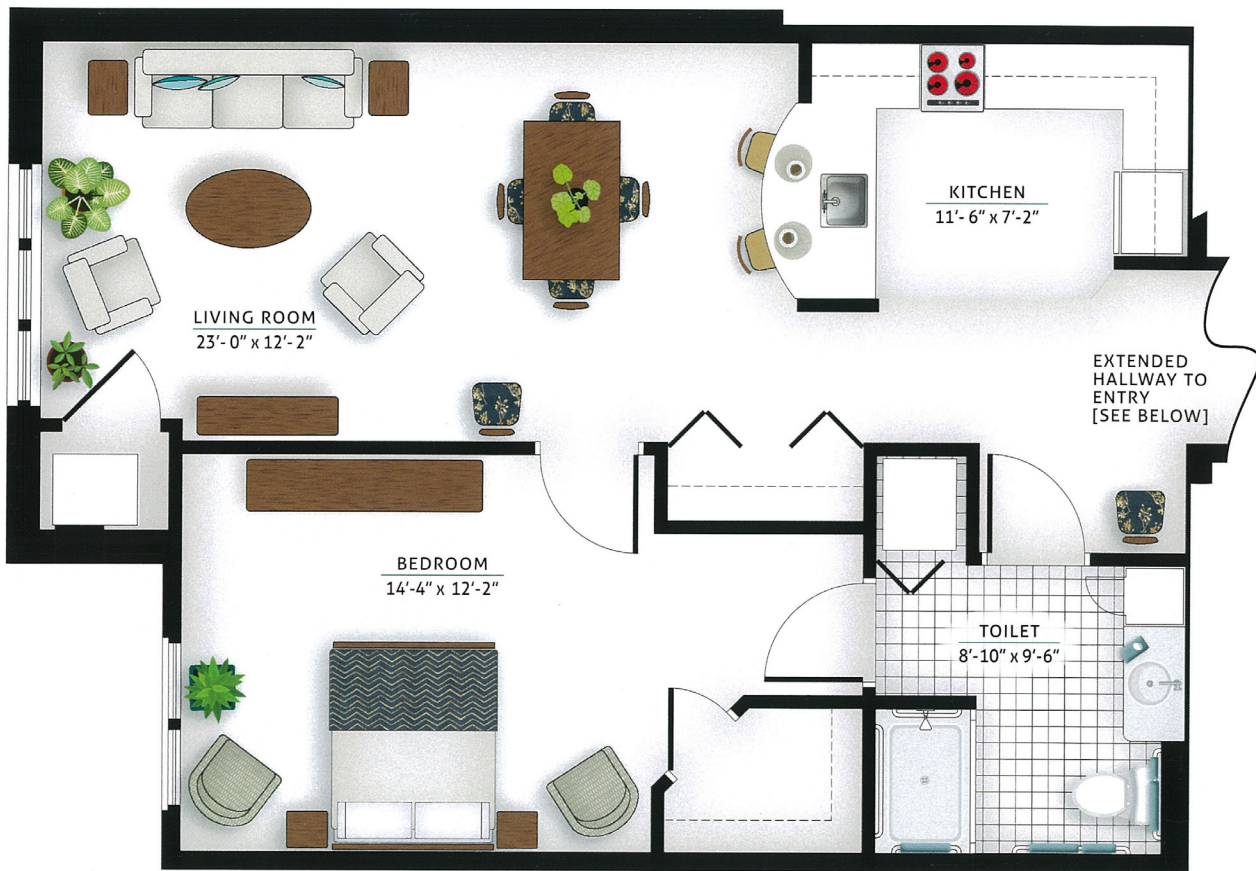 KITCHEN
11'- 6" x 7'-2"
LIVING ROOM
23'- 0" x 12'- 2"
EXTENDED
HALLWAY TO
ENTRY
[SEE BELOW]
BEDROOM
14'-4" x 12'-2"
TOILET
8'-10" x 9'-6"